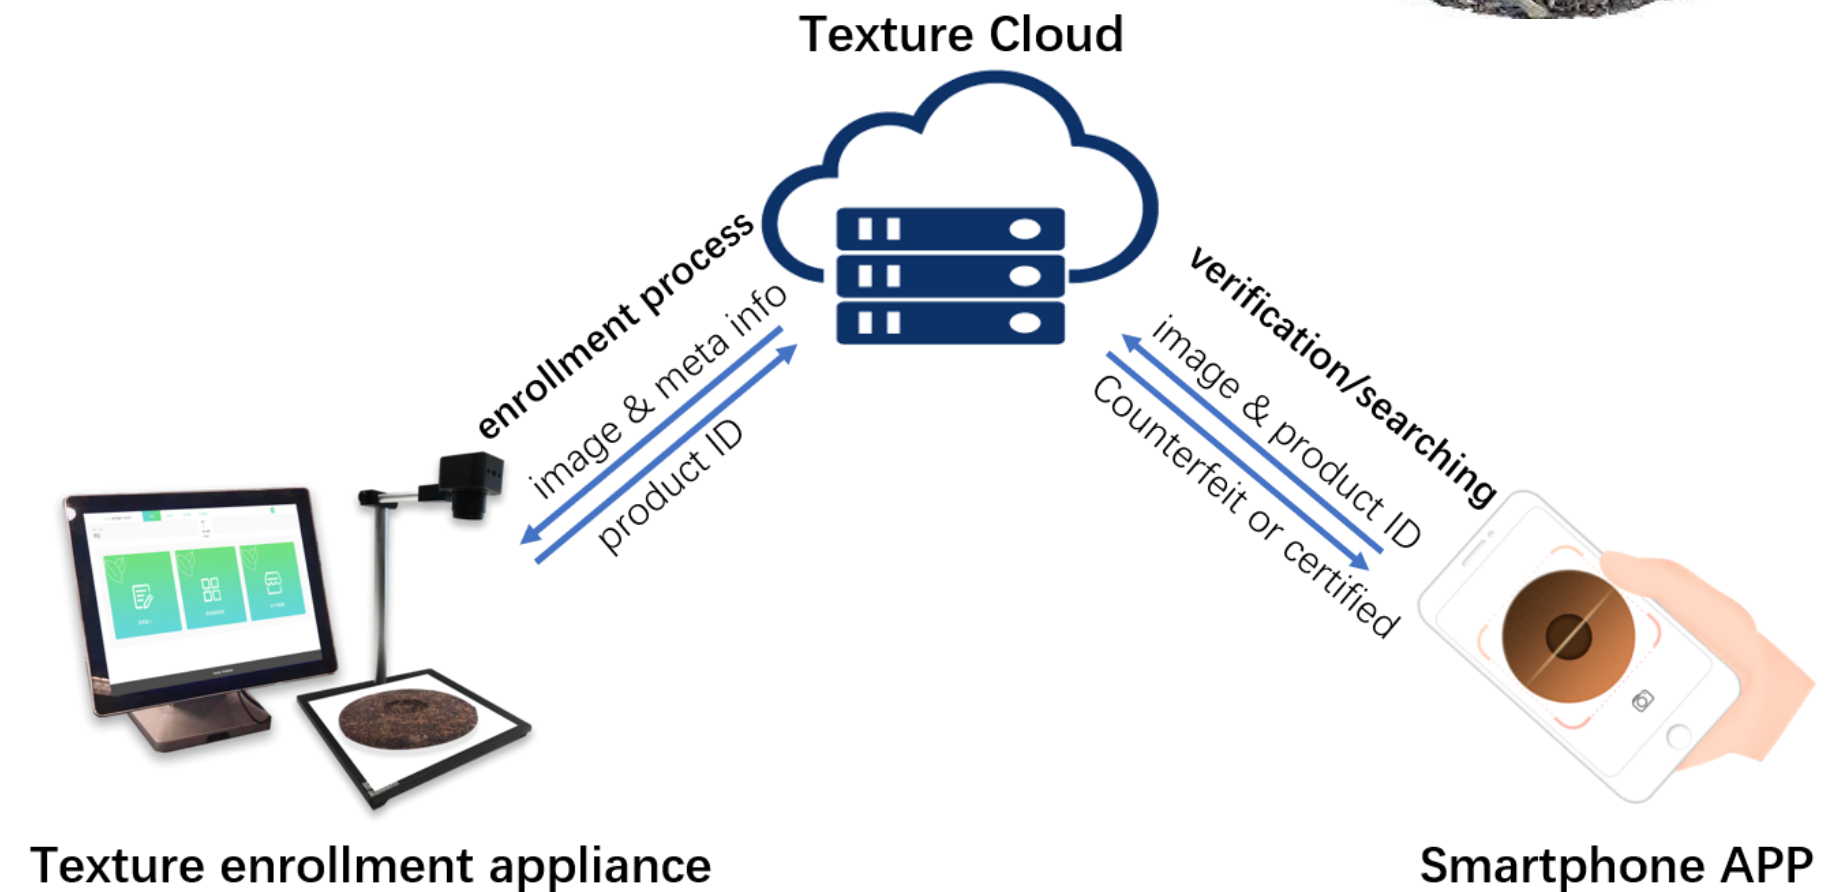 Texture Cloud
enrollment process
image & meta info
product ID
verification/searching
image & product ID
Counterfeit or certified
Texture enrollment appliance
Smartphone APP